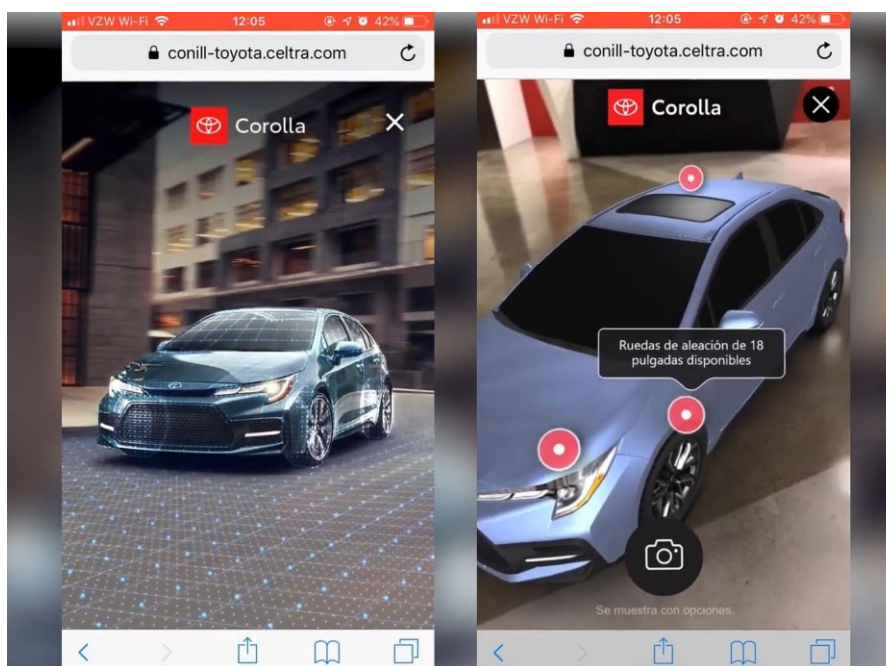 VZW Wi-Fi
12:05
42%
conill-toyota.celtra.com
Corolla
VZW Wi-Fi
12:05
42%
conill-toyota.celtra.com
Corolla
Ruedas de aleación de 18
pulgadas disponibles
Se muestra con opciones.